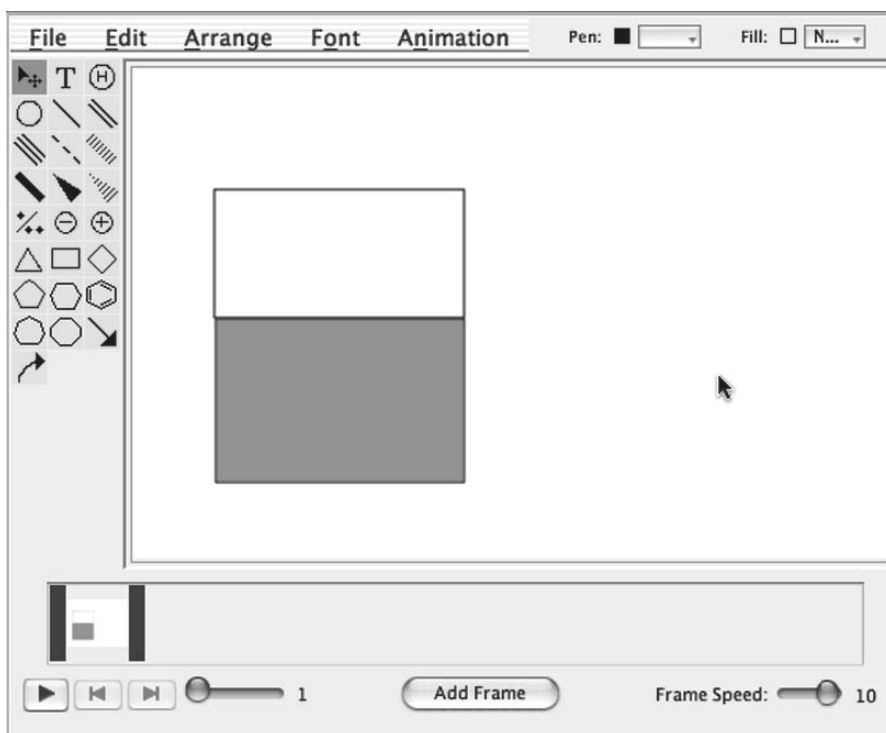 File Edit Arrange Font Animation Pen: Fill: N...
T H
1 Add Frame Frame Speed: 10